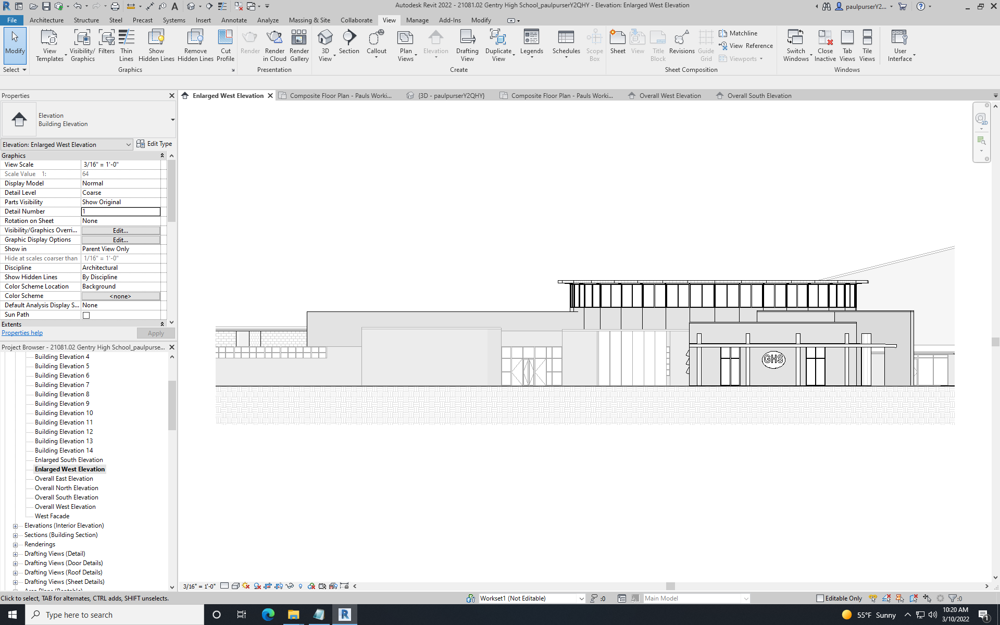 Autodesk Revit 2022 - 21081.02 Gentry High School_paulpurserY2QHY - Elevation: Enlarged West Elevation
paulpurserY2...
File Architecture Structure Steel Precast Systems Insert Annotate Analyze Massing & Site Collaborate View Manage Add-Ins Modify
Modify
View Templates
Visibility/ Graphics
Filters
Thin Lines
Show Hidden Lines
Remove Hidden Lines
Cut Profile
Render
Render in Cloud
Render Gallery
3D View
Section
Callout
Plan Views
Elevation
Drafting View
Duplicate View
Legends
Schedules
Scope Box
Sheet
View
Title Block
Revisions
Guide Grid
Matchline
View Reference
Viewports
Switch Windows
Close Inactive
Tab Views
Tile Views
User Interface
Select Graphics Presentation Create Sheet Composition Windows
Properties
Enlarged West Elevation
Composite Floor Plan - Pauls Worki...
{3D - paulpurserY2QHY}
Composite Floor Plan - Pauls Worki...
Overall West Elevation
Overall South Elevation
Elevation
Building Elevation
Elevation: Enlarged West Elevation
Edit Type
Graphics
View Scale 3/16" = 1'-0"
Scale Value 1: 64
Display Model Normal
Detail Level Coarse
Parts Visibility Show Original
Detail Number 1
Rotation on Sheet None
Visibility/Graphics Overri... Edit...
Graphic Display Options Edit...
Show in Parent View Only
Hide at scales coarser than 1/16" = 1'-0"
Discipline Architectural
Show Hidden Lines By Discipline
Color Scheme Location Background
Color Scheme <none>
Default Analysis Display S... None
Sun Path
Extents
Properties help Apply
Project Browser - 21081.02 Gentry High School_paulpurse...
Building Elevation 4
Building Elevation 5
Building Elevation 6
Building Elevation 7
Building Elevation 8
Building Elevation 9
Building Elevation 10
Building Elevation 11
Building Elevation 12
Building Elevation 13
Building Elevation 14
Enlarged South Elevation
Enlarged West Elevation
Overall East Elevation
Overall North Elevation
Overall South Elevation
Overall West Elevation
West Facade
Elevations (Interior Elevation)
Sections (Building Section)
Renderings
Drafting Views (Detail)
Drafting Views (Door Details)
Drafting Views (Roof Details)
Drafting Views (Sheet Details)
GHS
2D
3/16" = 1'-0"
Click to select, TAB for alternates, CTRL adds, SHIFT unselects.
Workset1 (Not Editable)
:0
Main Model
Editable Only
:0
Type here to search
55°F Sunny
10:20 AM
3/10/2022
1